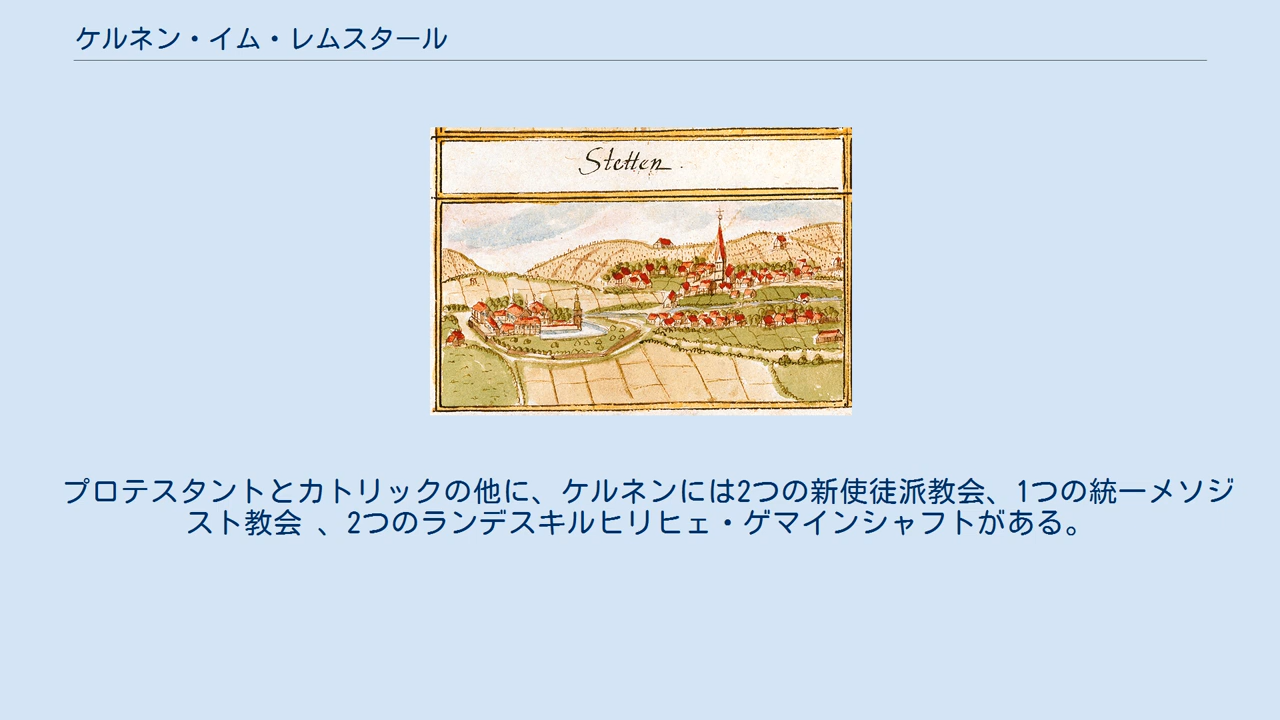 ケルネン・イム・レムスタール
Stetten.
プロテスタントとカトリックの他に、ケルネンには2つの新使徒派教会、1つの統一メソジ
スト教会 、2つのランデスキルヒリヒェ・ゲマインシャフトがある。